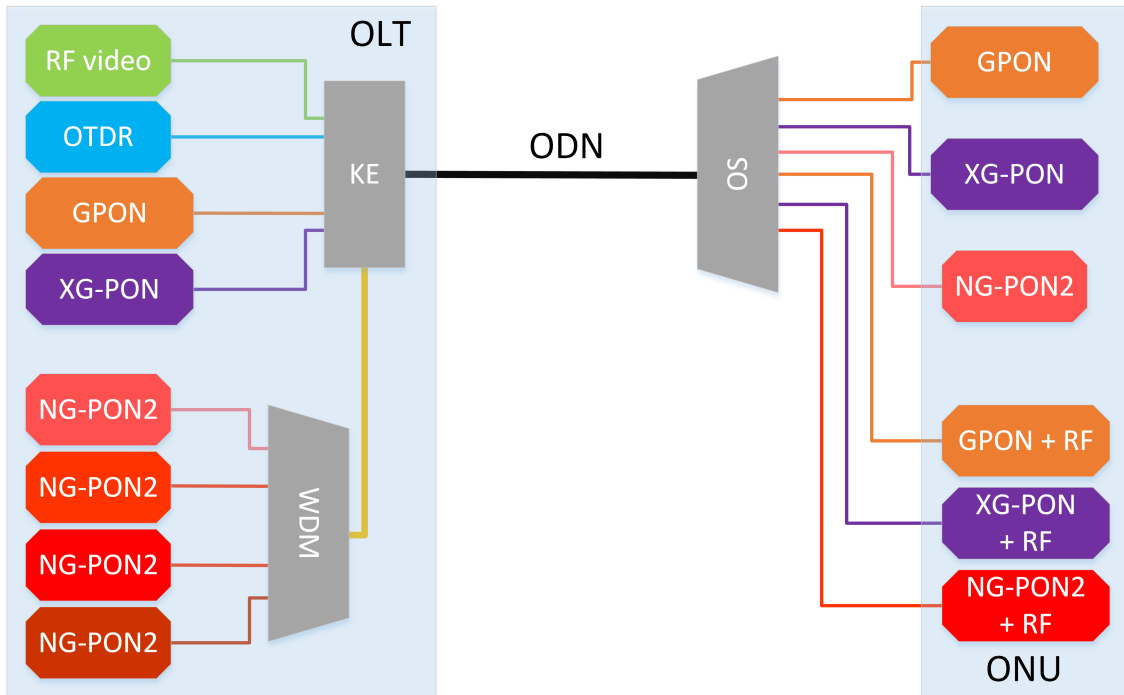 OLT
RF video
OTDR
GPON
XG-PON
KE
NG-PON2
NG-PON2
NG-PON2
NG-PON2
WDM
ODN
SO
GPON
XG-PON
NG-PON2
GPON + RF
XG-PON
+ RF
NG-PON2
+ RF
ONU